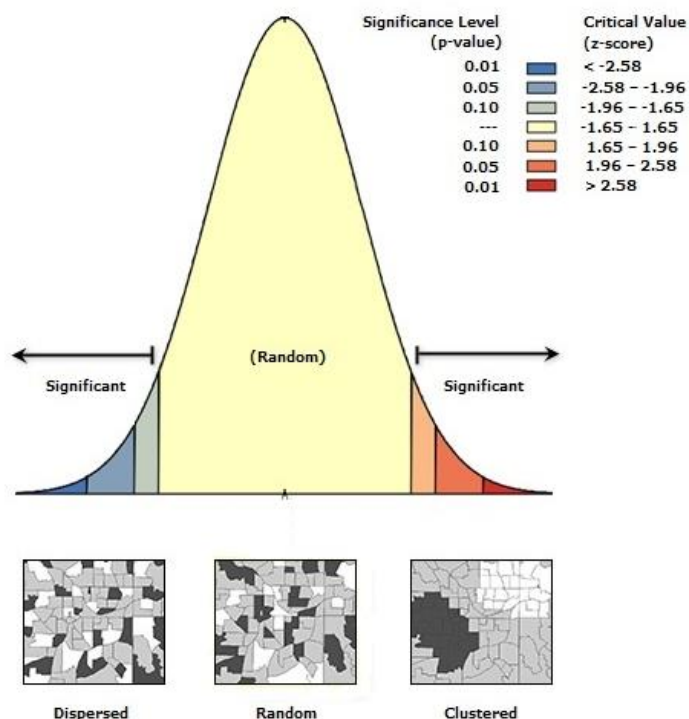 Significance Level Critical Value
(p-value) (z-score)
0.01 < -2.58
0.05 -2.58 – -1.96
0.10 -1.96 – -1.65
--- -1.65 – 1.65
0.10 1.65 – 1.96
0.05 1.96 – 2.58
0.01 > 2.58
(Random)
Significant Significant
Dispersed Random Clustered